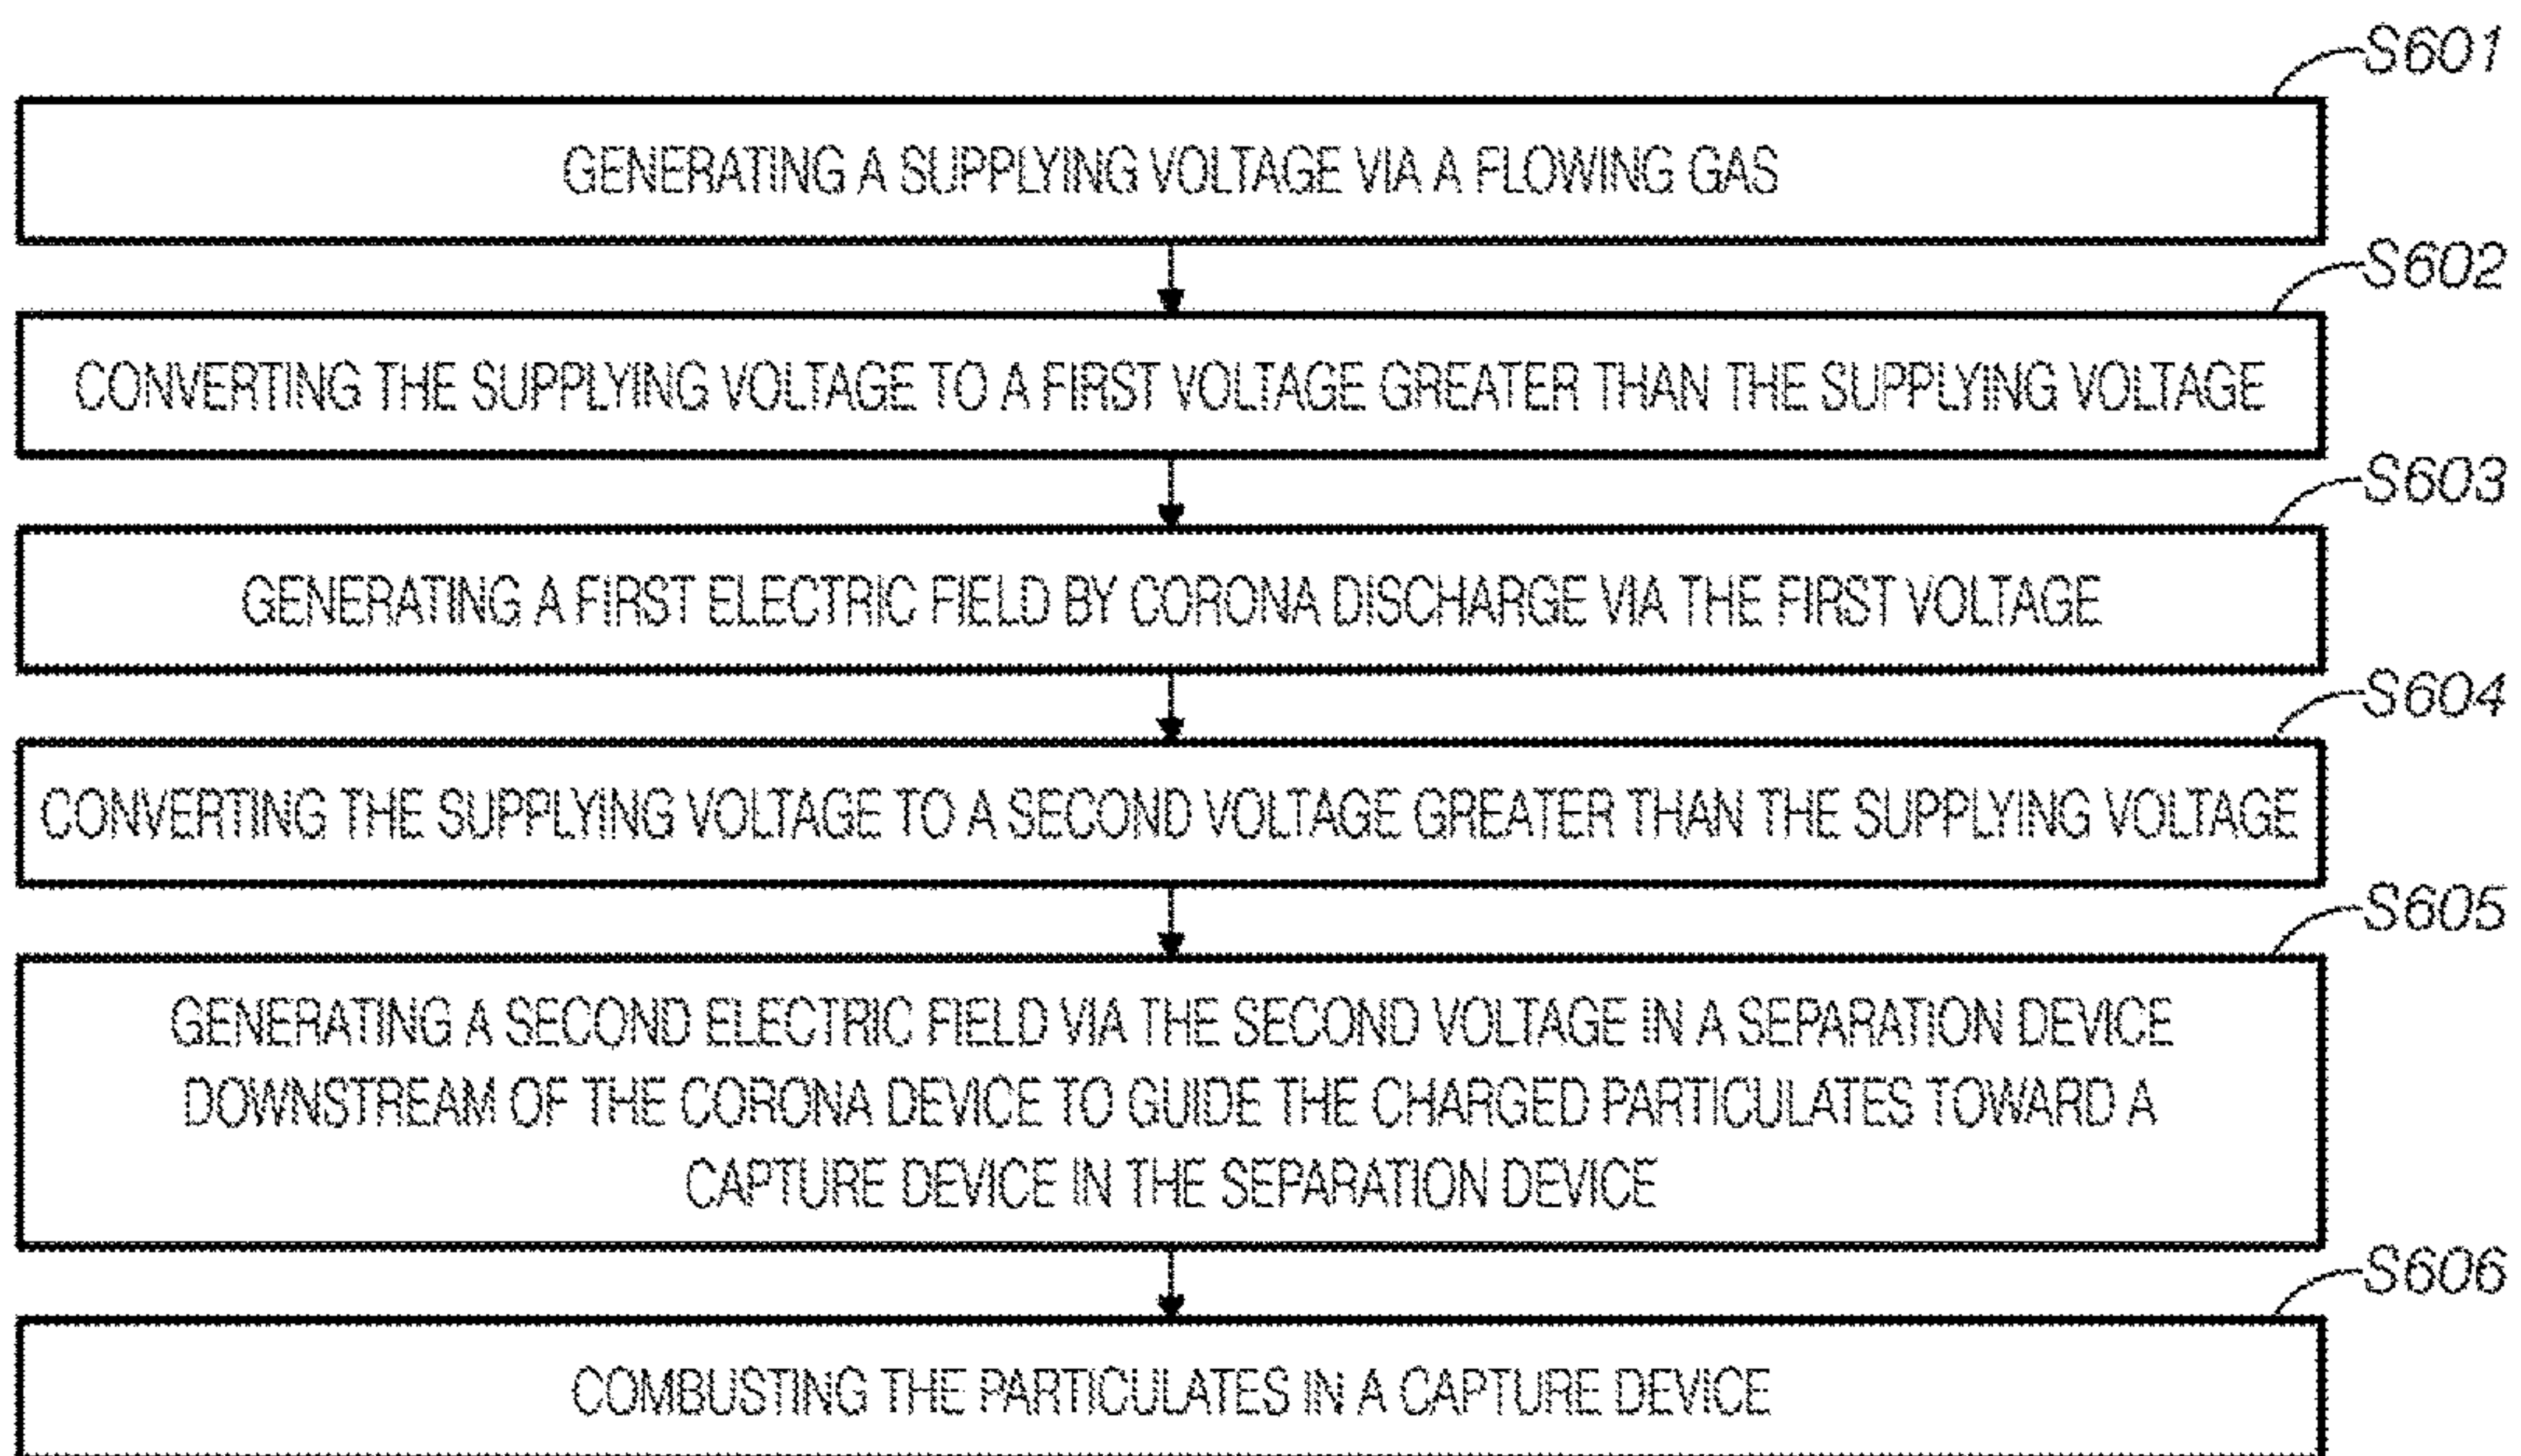 S601
GENERATING A SUPPLYING VOLTAGE VIA A FLOWING GAS
S602
CONVERTING THE SUPPLYING VOLTAGE TO A FIRST VOLTAGE GREATER THAN THE SUPPLYING VOLTAGE
S603
GENERATING A FIRST ELECTRIC FIELD BY CORONA DISCHARGE VIA THE FIRST VOLTAGE
S604
CONVERTING THE SUPPLYING VOLTAGE TO A SECOND VOLTAGE GREATER THAN THE SUPPLYING VOLTAGE
S605
GENERATING A SECOND ELECTRIC FIELD VIA THE SECOND VOLTAGE IN A SEPARATION DEVICE
DOWNSTREAM OF THE CORONA DEVICE TO GUIDE THE CHARGED PARTICULATES TOWARD A
CAPTURE DEVICE IN THE SEPARATION DEVICE
S606
COMBUSTING THE PARTICULATES IN A CAPTURE DEVICE